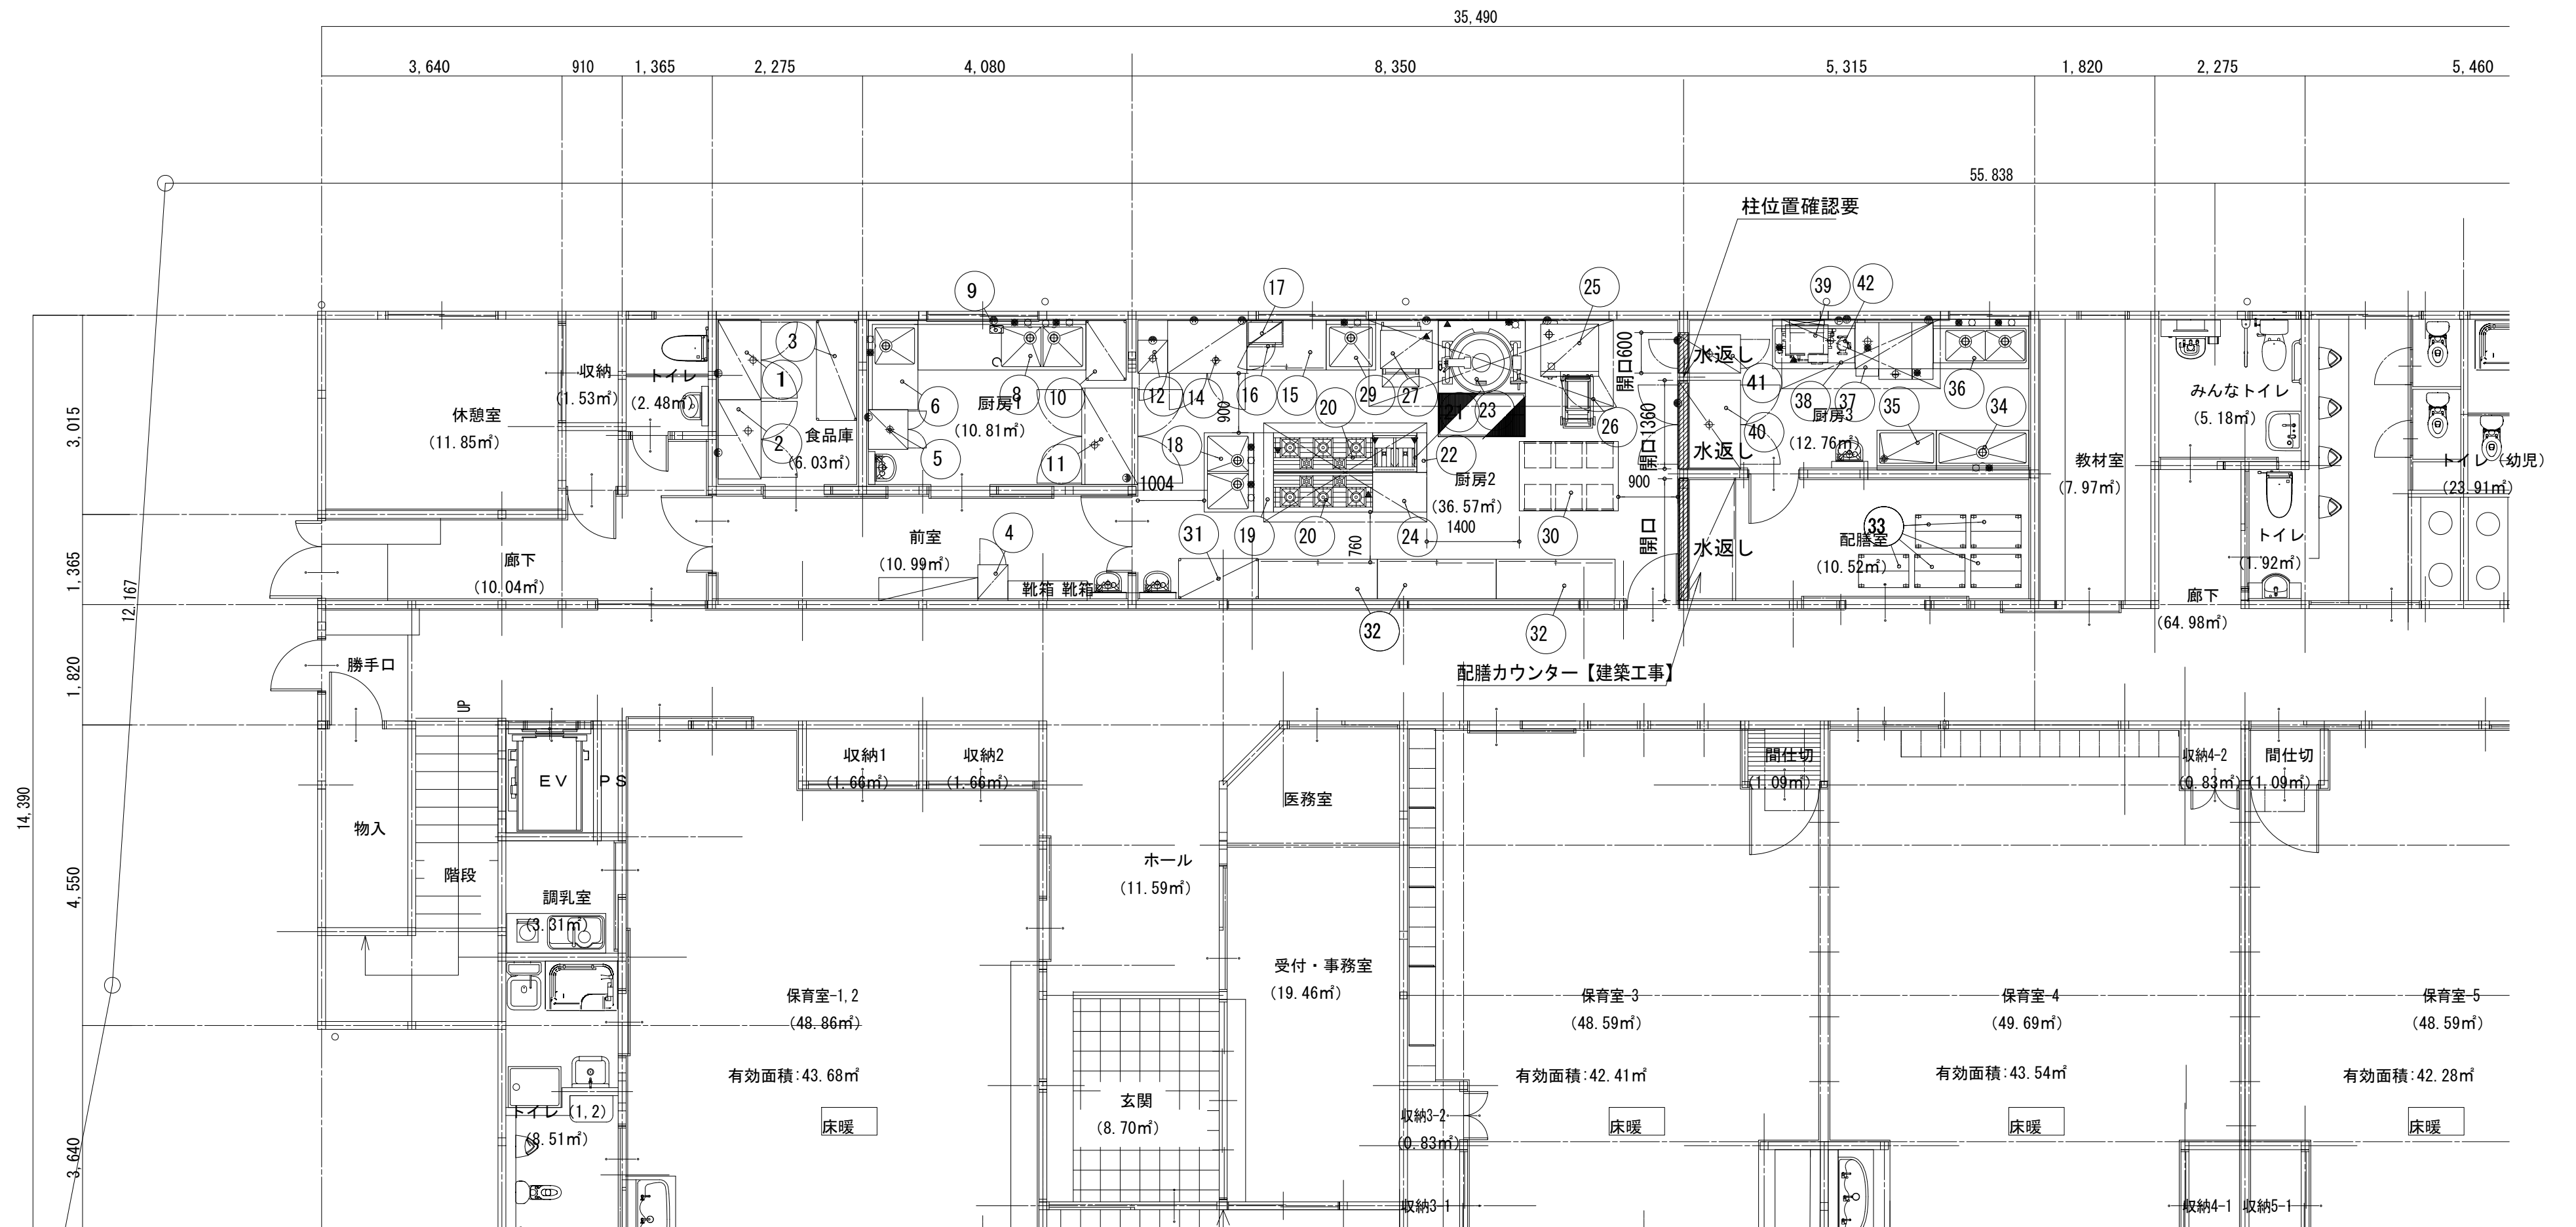 35,490
3,640
910
1,365
2,275
4,080
8,350
5,315
1,820
2,275
5,460
55.838
柱位置確認要
9
17
25
39
42
3
1
2
6
8
10
5
11
12
14
16
15
20
29
27
21
23
26
18
22
41
38
37
35
36
34
40
900
開口600
開口1360
水返し
水返し
水返し
開口
900
1004
1400
760
休憩室
(11.85㎡)
収納
(1.53㎡)
トイレ
(2.48㎡)
食品庫
(6.03㎡)
厨房1
(10.81㎡)
厨房2
(36.57㎡)
厨房3
(12.76㎡)
教材室
(7.97㎡)
みんなトイレ
(5.18㎡)
トイレ(幼児)
(23.91㎡)
3,015
1,365
1,820
4,550
3,640
14,390
12.167
31
19
20
24
30
33
4
32
32
廊下
(10.04㎡)
前室
(10.99㎡)
靴箱 靴箱
配膳室
(10.52㎡)
トイレ
(1.92㎡)
廊下
(64.98㎡)
配膳カウンター【建築工事】
勝手口
UP
EV
PS
収納1
(1.66㎡)
収納2
(1.66㎡)
間仕切
(1.09㎡)
収納4-2
(0.83㎡)
間仕切
(1.09㎡)
医務室
物入
階段
調乳室
(3.31㎡)
ホール
(11.59㎡)
受付・事務室
(19.46㎡)
保育室-1,2
(48.86㎡)
有効面積:43.68㎡
床暖
保育室-3
(48.59㎡)
有効面積:42.41㎡
床暖
保育室-4
(49.69㎡)
有効面積:43.54㎡
床暖
保育室-5
(48.59㎡)
有効面積:42.28㎡
床暖
玄関
(8.70㎡)
トイレ(1,2)
(8.51㎡)
収納3-2
(0.83㎡)
収納3-1
収納4-1
収納5-1